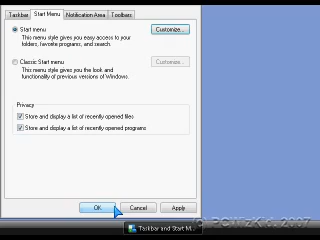 Taskbar Start Menu Notification Area Toolbars
Start menu Customize...
This menu style gives you easy access to your
folders, favorite programs, and search.
Classic Start menu Customize...
This menu style gives you the look and
functionality of previous versions of Windows.
Privacy
Store and display a list of recently opened files
Store and display a list of recently opened programs
OK Cancel Apply
(c) PCWizKid 2007
Taskbar and Start M...